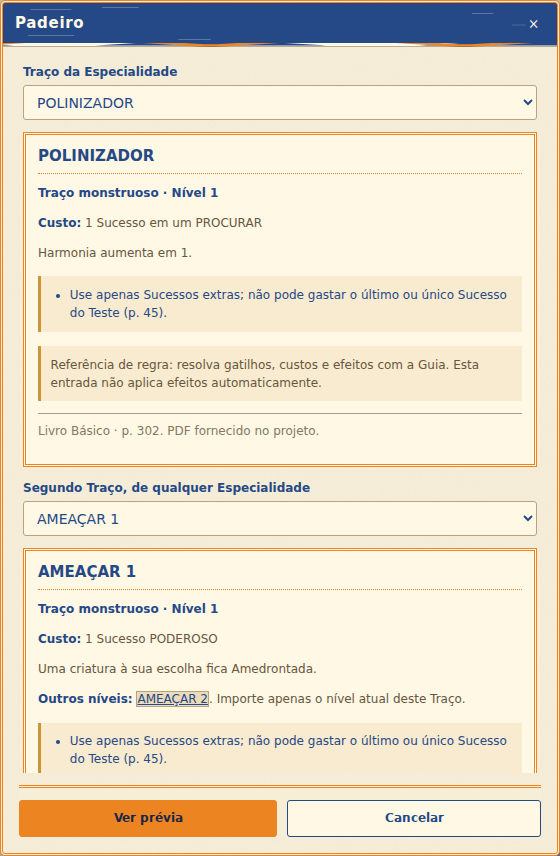 Padeiro
×
Traço da Especialidade
POLINIZADOR
POLINIZADOR
Traço monstruoso · Nível 1
Custo: 1 Sucesso em um PROCURAR
Harmonia aumenta em 1.
• Use apenas Sucessos extras; não pode gastar o último ou único Sucesso
do Teste (p. 45).
Referência de regra: resolva gatilhos, custos e efeitos com a Guia. Esta
entrada não aplica efeitos automaticamente.
Livro Básico · p. 302. PDF fornecido no projeto.
Segundo Traço, de qualquer Especialidade
AMEAÇAR 1
AMEAÇAR 1
Traço monstruoso · Nível 1
Custo: 1 Sucesso PODEROSO
Uma criatura à sua escolha fica Amedrontada.
Outros níveis: AMEAÇAR 2. Importe apenas o nível atual deste Traço.
• Use apenas Sucessos extras; não pode gastar o último ou único Sucesso
do Teste (p. 45).
Ver prévia
Cancelar